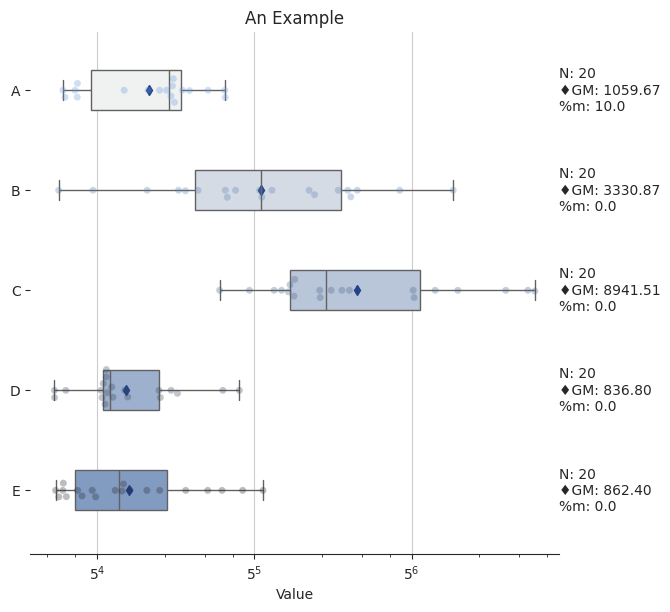 An Example
A
N: 20
♦GM: 1059.67
%m: 10.0
B
N: 20
♦GM: 3330.87
%m: 0.0
C
N: 20
♦GM: 8941.51
%m: 0.0
D
N: 20
♦GM: 836.80
%m: 0.0
E
N: 20
♦GM: 862.40
%m: 0.0
5⁴ 5⁵ 5⁶
Value